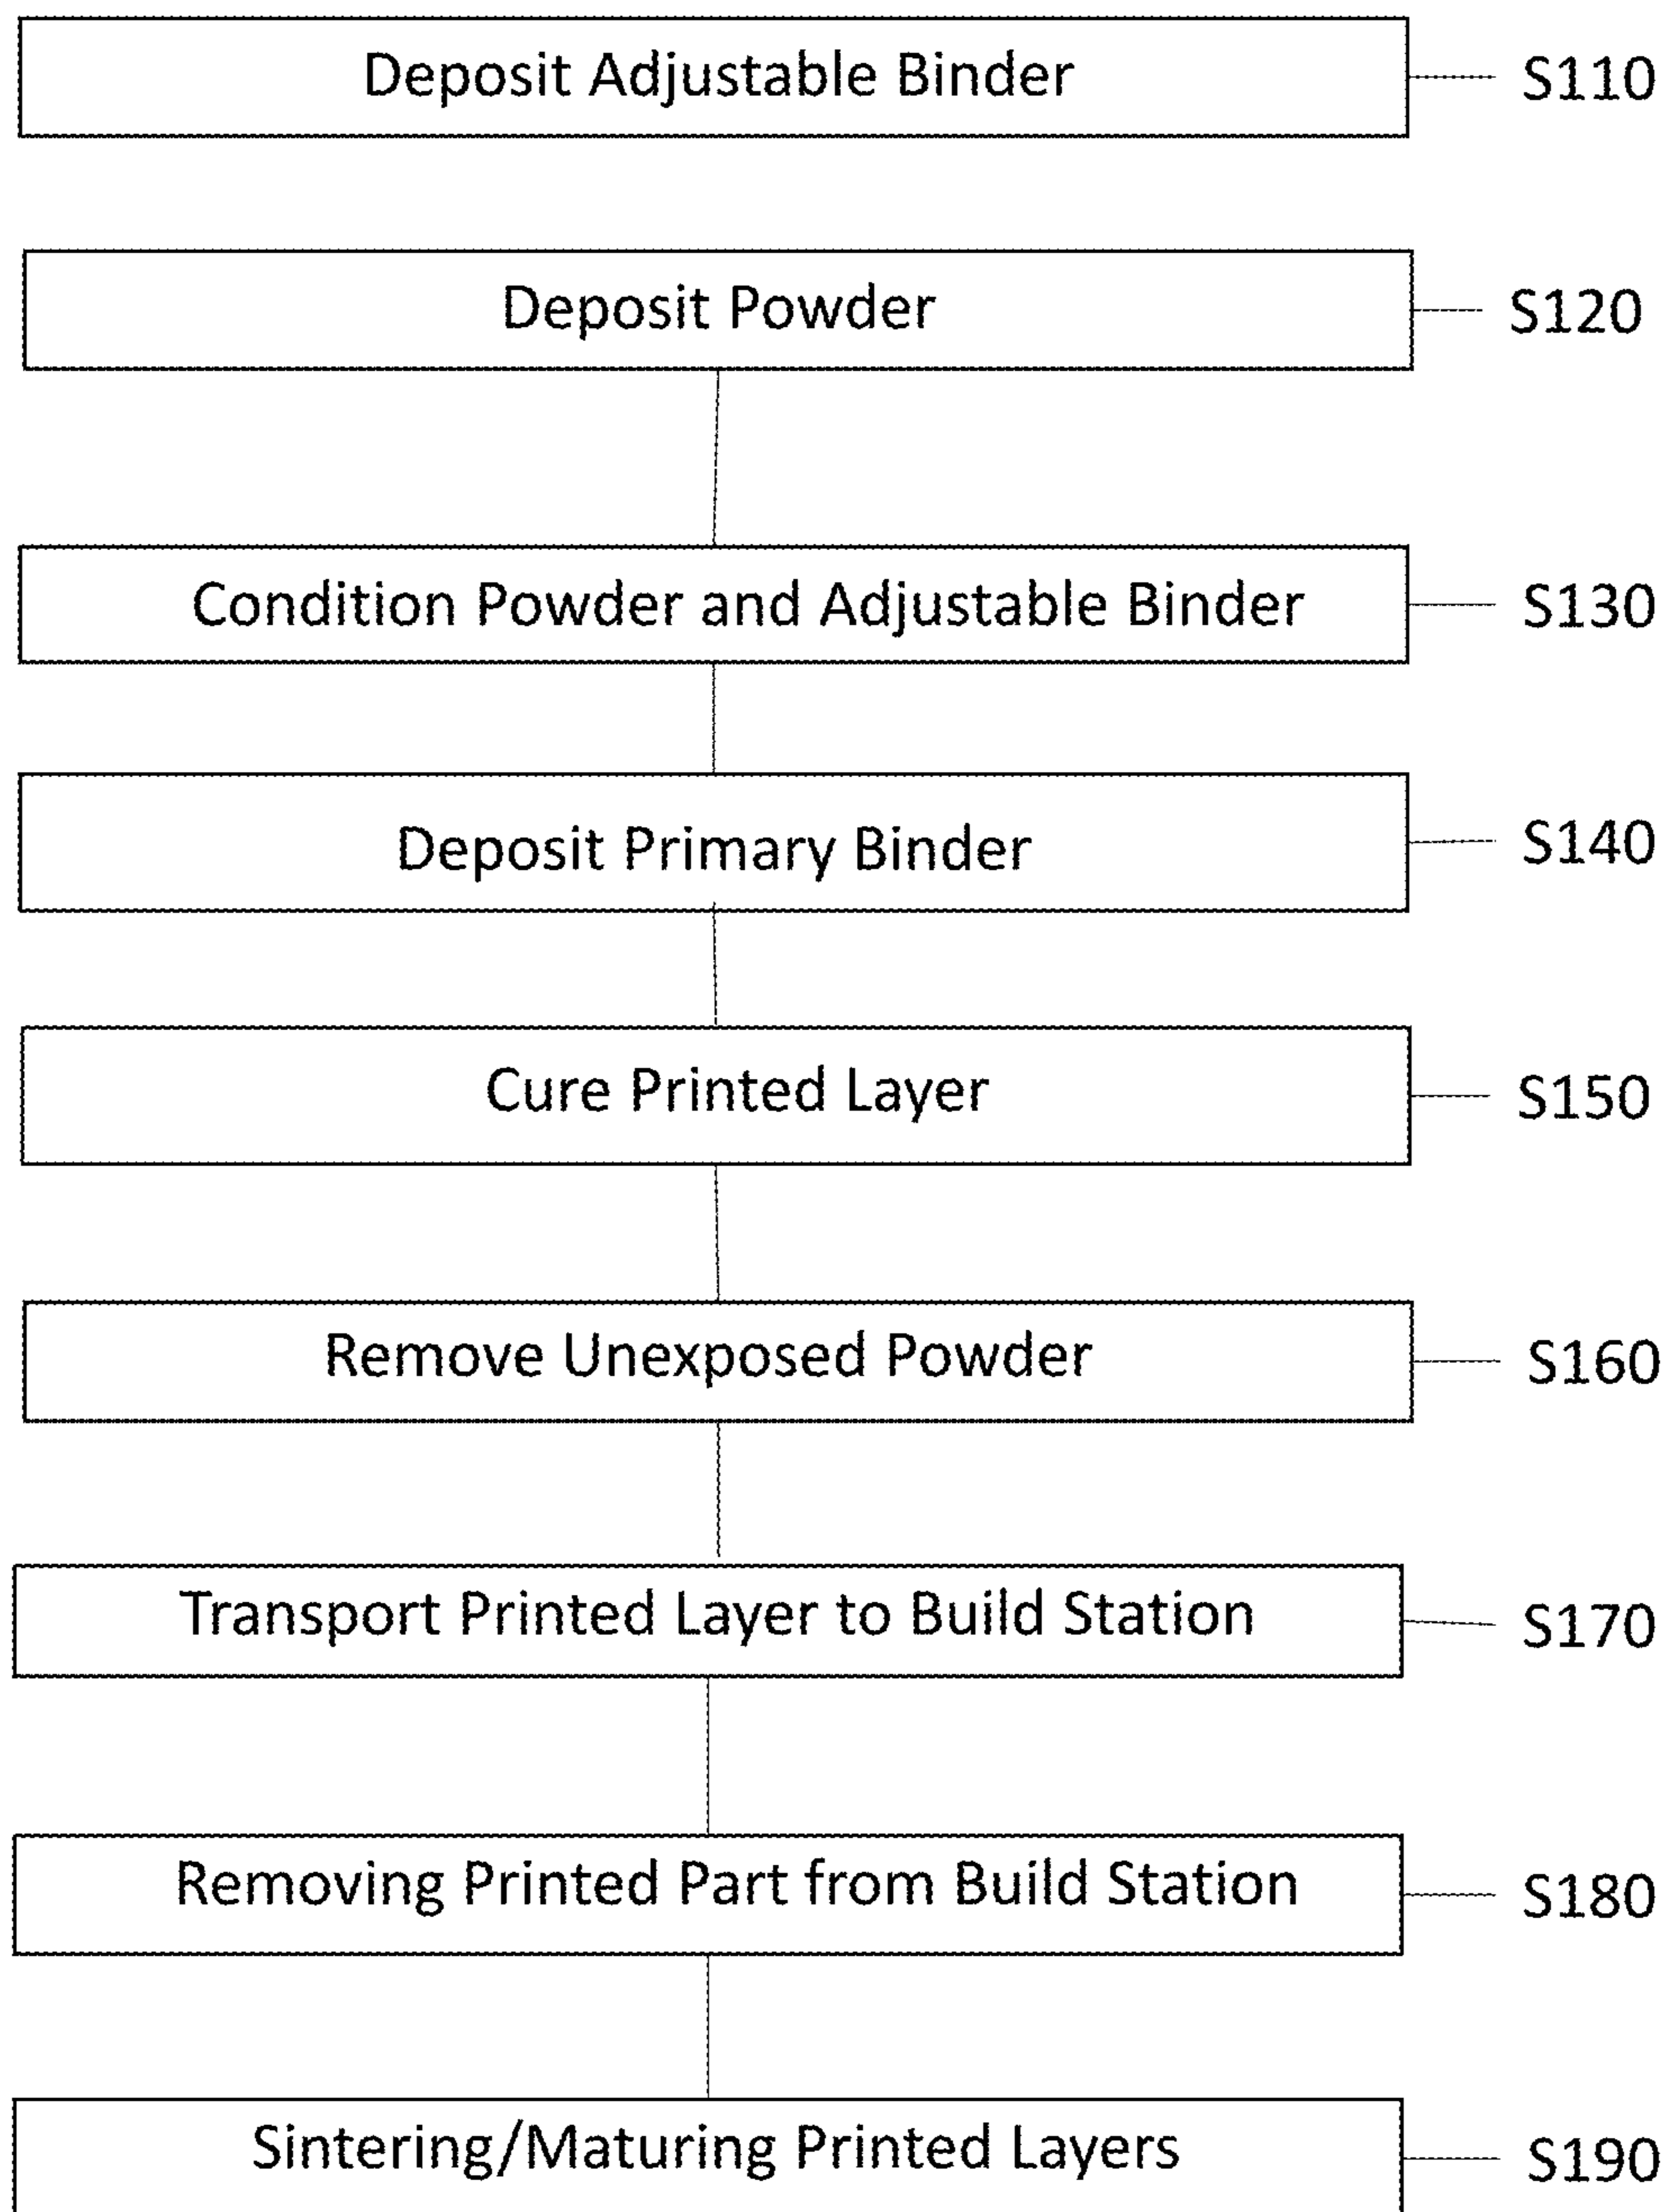 Deposit Adjustable Binder S110
Deposit Powder S120
Condition Powder and Adjustable Binder S130
Deposit Primary Binder S140
Cure Printed Layer S150
Remove Unexposed Powder S160
Transport Printed Layer to Build Station S170
Removing Printed Part from Build Station S180
Sintering/Maturing Printed Layers S190